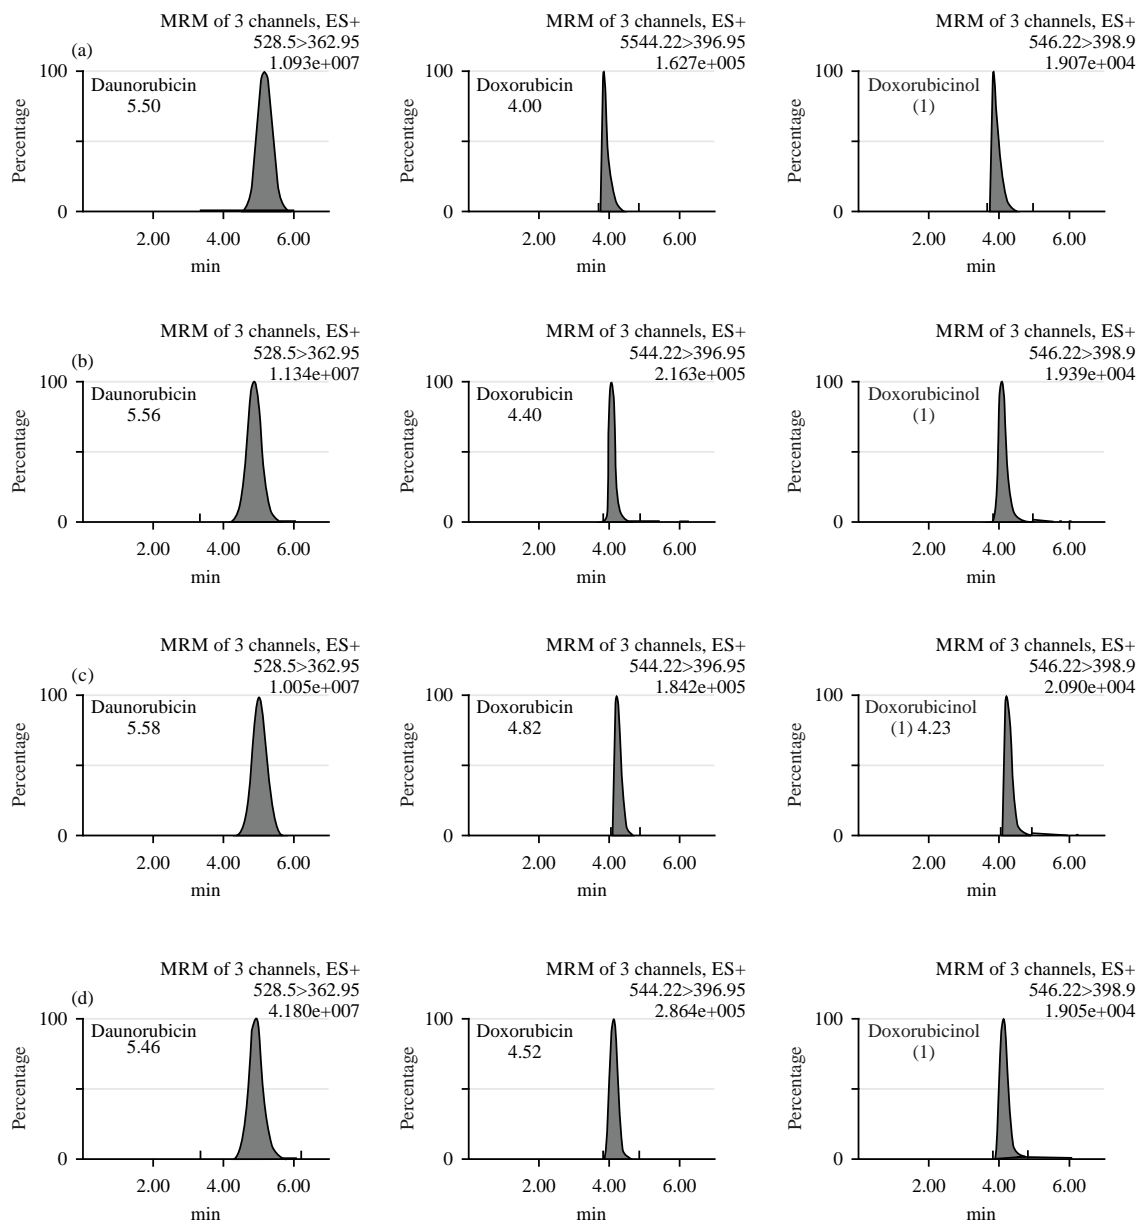 (a)
MRM of 3 channels, ES+
528.5>362.95
1.093e+007
Daunorubicin
5.50
100
0
Percentage
2.00 4.00 6.00
min
MRM of 3 channels, ES+
5544.22>396.95
1.627e+005
Doxorubicin
4.00
100
0
Percentage
2.00 4.00 6.00
min
MRM of 3 channels, ES+
546.22>398.9
1.907e+004
Doxorubicinol
(1)
100
0
Percentage
2.00 4.00 6.00
min
(b)
MRM of 3 channels, ES+
528.5>362.95
1.134e+007
Daunorubicin
5.56
100
0
Percentage
2.00 4.00 6.00
min
MRM of 3 channels, ES+
544.22>396.95
2.163e+005
Doxorubicin
4.40
100
0
Percentage
2.00 4.00 6.00
min
MRM of 3 channels, ES+
546.22>398.9
1.939e+004
Doxorubicinol
(1)
100
0
Percentage
2.00 4.00 6.00
min
(c)
MRM of 3 channels, ES+
528.5>362.95
1.005e+007
Daunorubicin
5.58
100
0
Percentage
2.00 4.00 6.00
min
MRM of 3 channels, ES+
544.22>396.95
1.842e+005
Doxorubicin
4.82
100
0
Percentage
2.00 4.00 6.00
min
MRM of 3 channels, ES+
546.22>398.9
2.090e+004
Doxorubicinol
(1) 4.23
100
0
Percentage
2.00 4.00 6.00
min
(d)
MRM of 3 channels, ES+
528.5>362.95
4.180e+007
Daunorubicin
5.46
100
0
Percentage
2.00 4.00 6.00
min
MRM of 3 channels, ES+
544.22>396.95
2.864e+005
Doxorubicin
4.52
100
0
Percentage
2.00 4.00 6.00
min
MRM of 3 channels, ES+
546.22>398.9
1.905e+004
Doxorubicinol
(1)
100
0
Percentage
2.00 4.00 6.00
min